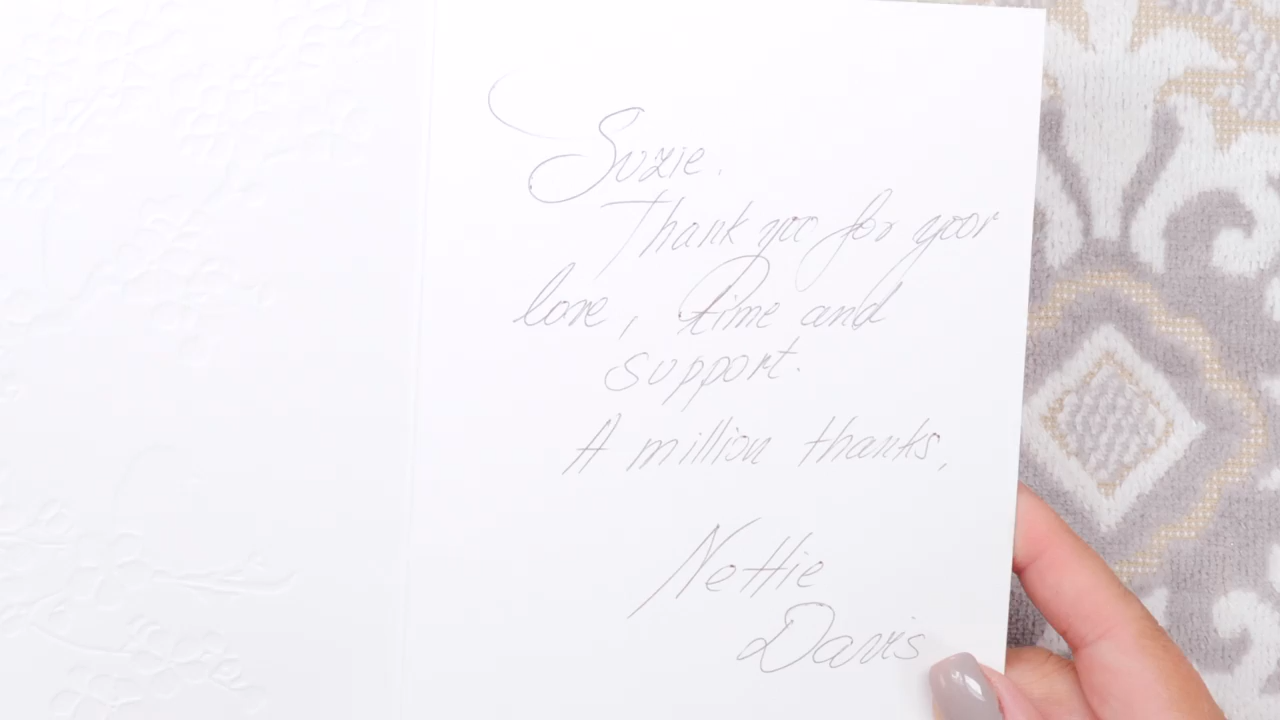 Suzie.
Thank you for your
love, time and
support.
A million thanks,
Nettie
Davis